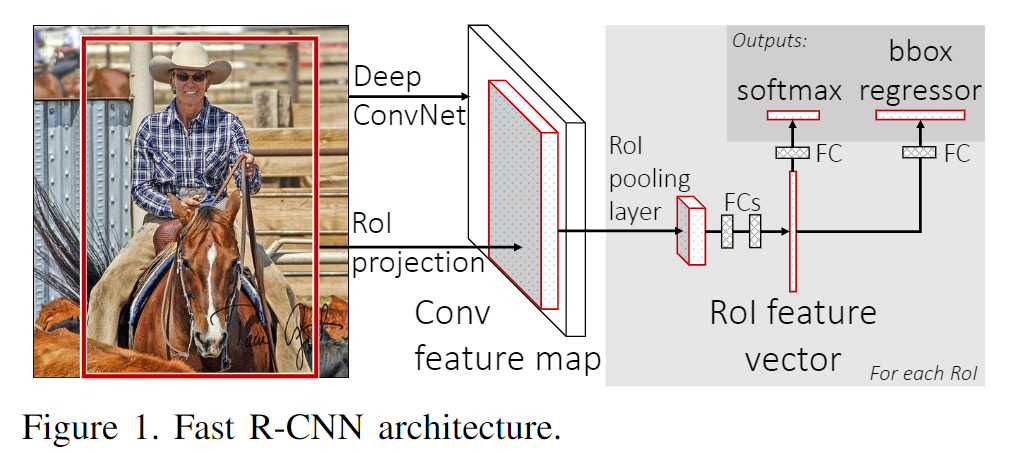 Deep
ConvNet
RoI
projection
Conv
feature map
RoI
pooling
layer
FCs
RoI feature
vector
For each RoI
Outputs:
softmax
bbox
regressor
FC
FC
Figure 1. Fast R-CNN architecture.